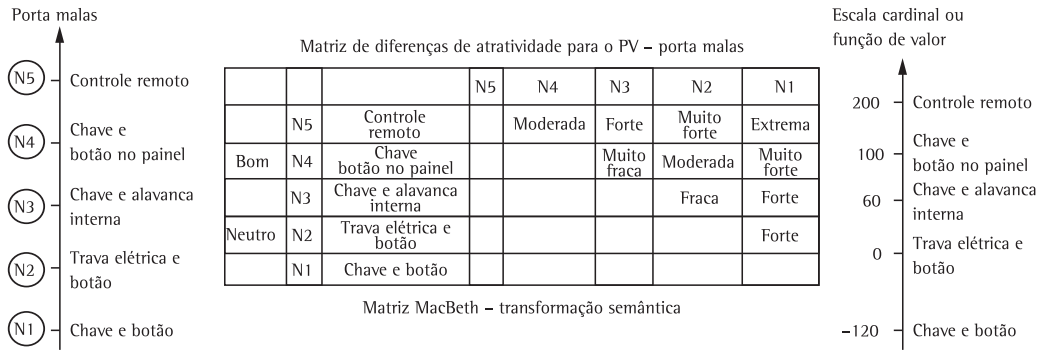 Porta malas
N5
Controle remoto
N4
Chave e
botão no painel
N3
Chave e alavanca
interna
N2
Trava elétrica e
botão
N1
Chave e botão
Matriz de diferenças de atratividade para o PV – porta malas
N5 N4 N3 N2 N1
N5 Controle remoto Moderada Forte Muito forte Extrema
Bom N4 Chave botão no painel Muito fraca Moderada Muito forte
N3 Chave e alavanca interna Fraca Forte
Neutro N2 Trava elétrica e botão Forte
N1 Chave e botão
Matriz MacBeth – transformação semântica
Escala cardinal ou
função de valor
200 Controle remoto
Chave e
100 botão no painel
Chave e alavanca
60 interna
Trava elétrica e
0 botão
–120 Chave e botão